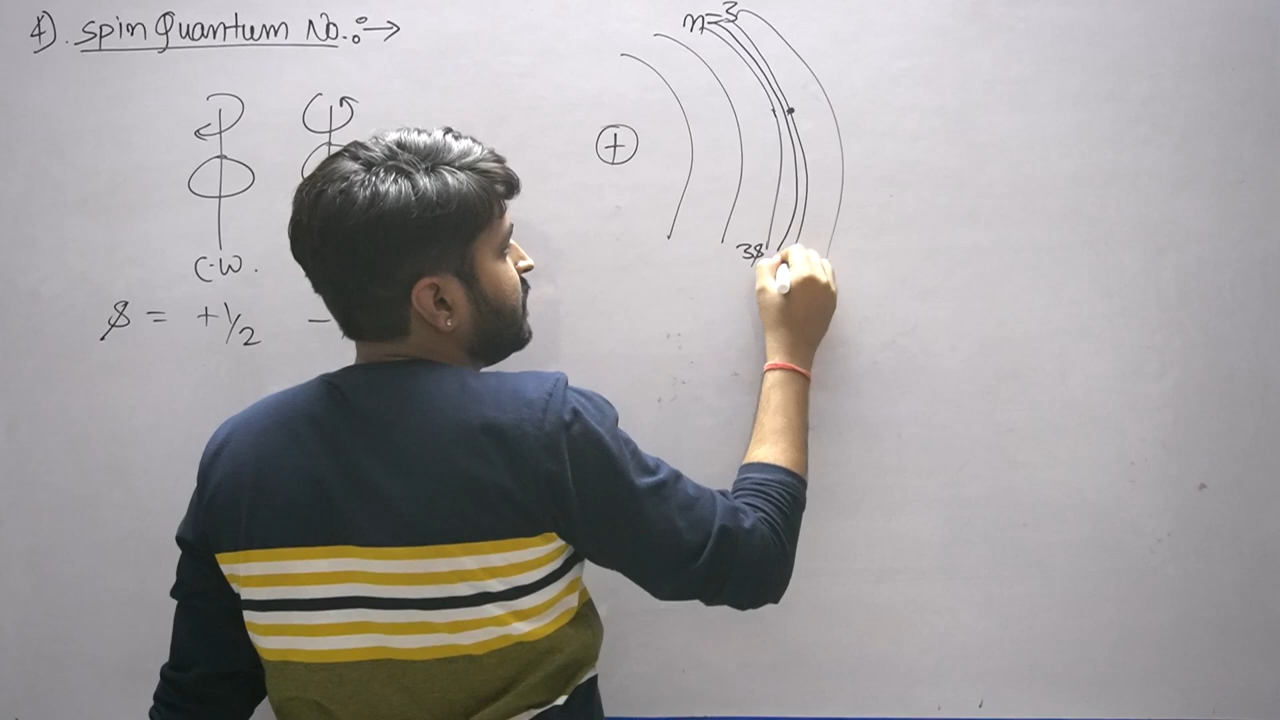 4). Spin Quantum No.:→
n=3
+
3s
C.W.
s = +1/2 -